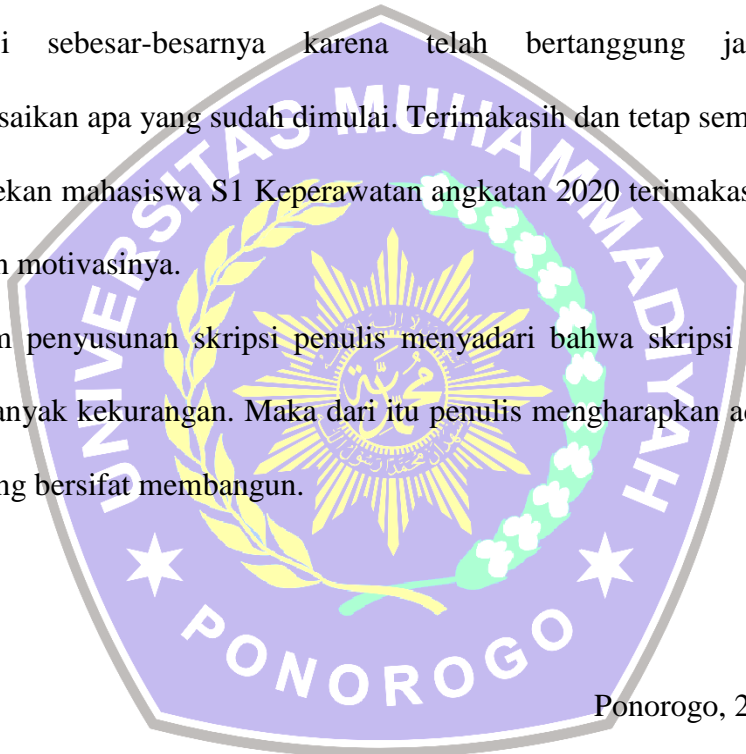 i sebesar-besarnya karena telah bertanggung ja
saikan apa yang sudah dimulai. Terimakasih dan tetap sem
ekan mahasiswa S1 Keperawatan angkatan 2020 terimakas
n motivasinya.
n penyusunan skripsi penulis menyadari bahwa skripsi
anyak kekurangan. Maka dari itu penulis mengharapkan a
ng bersifat membangun.
Ponorogo, 2
UNIVERSITAS MUHAMMADIYAH
PONOROGO
محمدية